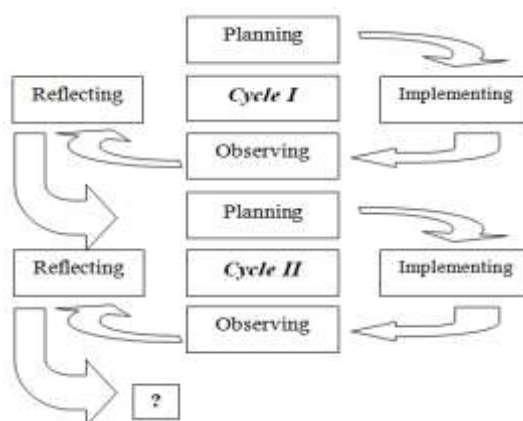 Planning
Reflecting
Cycle I
Implementing
Observing
Planning
Reflecting
Cycle II
Implementing
Observing
?